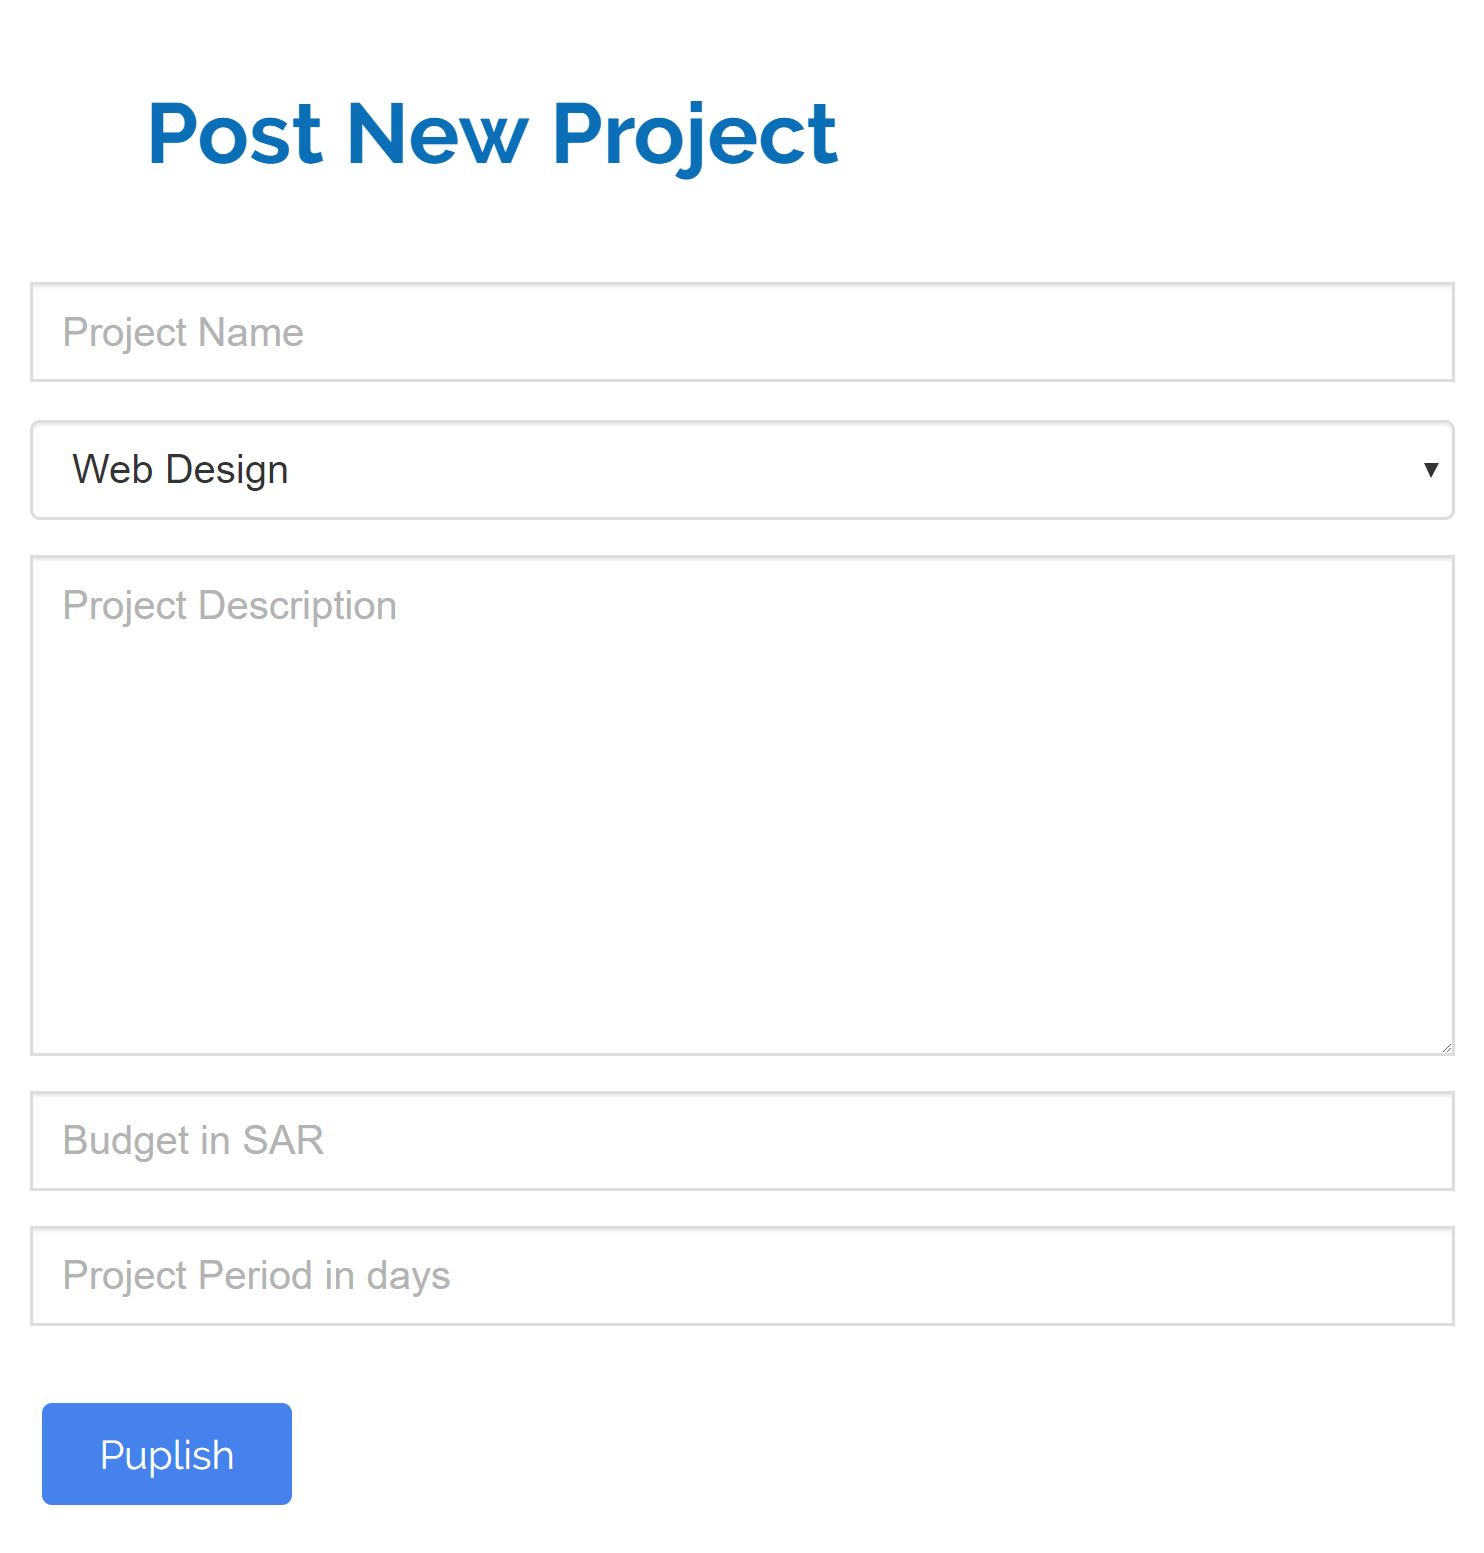 Post New Project
Project Name
Web Design
Project Description
Budget in SAR
Project Period in days
Puplish